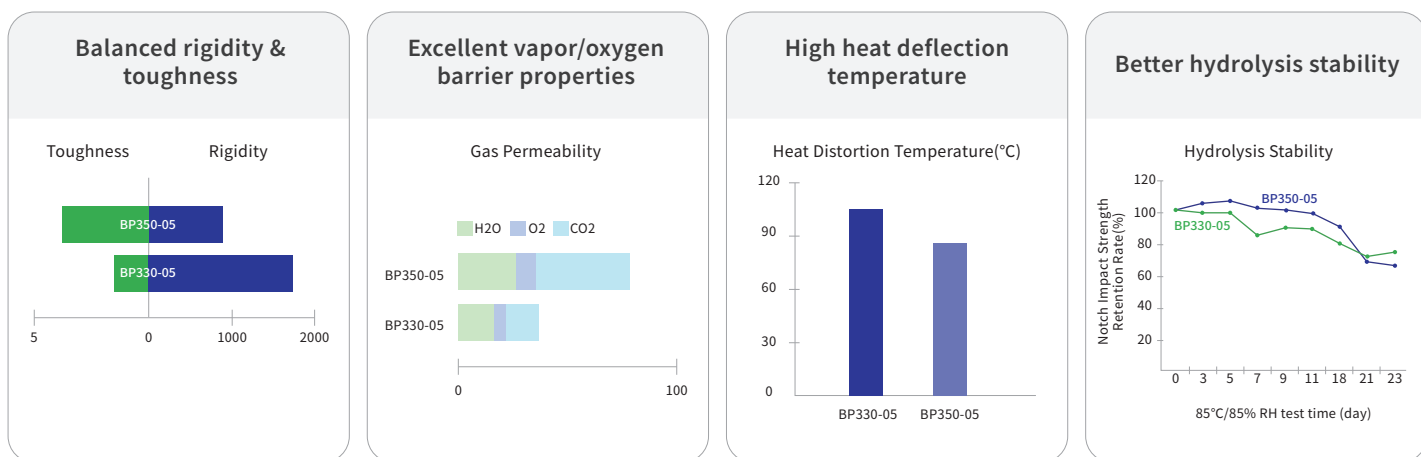 Balanced rigidity &
toughness
Toughness
Rigidity
BP350-05
BP330-05
5
0
1000
2000
Excellent vapor/oxygen
barrier properties
Gas Permeability
H2O
O2
CO2
BP350-05
BP330-05
0
100
High heat deflection
temperature
Heat Distortion Temperature(°C)
120
90
60
30
0
BP330-05
BP350-05
Better hydrolysis stability
Hydrolysis Stability
Notch Impact Strength
Retention Rate(%)
120
100
80
60
40
20
BP350-05
BP330-05
0
3
5
7
9
11
18
21
23
85°C/85% RH test time (day)